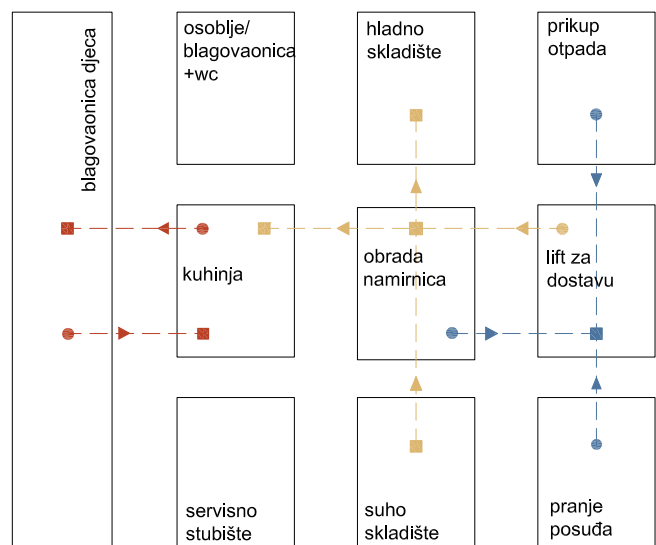 blagovaonica djeca
osoblje/
blagovaonica
+wc
hladno
skladište
prikup
otpada
kuhinja
obrada
namirnica
lift za
dostavu
servisno
stubište
suho
skladište
pranje
posuđa